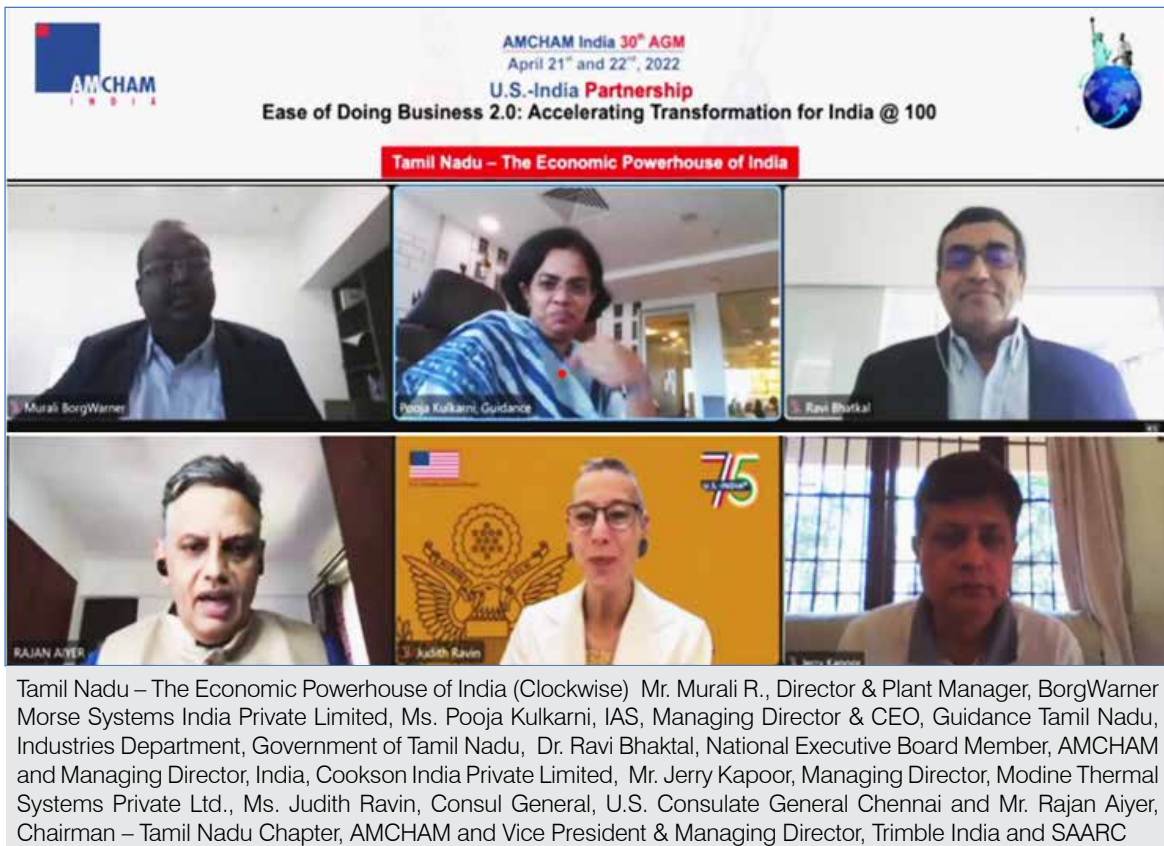 AMCHAM
INDIA
AMCHAM India 30th AGM
April 21st and 22nd, 2022
U.S.-India Partnership
Ease of Doing Business 2.0: Accelerating Transformation for India @ 100
Tamil Nadu – The Economic Powerhouse of India
Murali BorgWarner
Pooja Kulkarni, Guidance
Ravi Bhatkal
RAJAN AIYER
75
U.S.-INDIA
Judith Ravin
Jerry Kapoor
Tamil Nadu – The Economic Powerhouse of India (Clockwise) Mr. Murali R., Director & Plant Manager, BorgWarner
Morse Systems India Private Limited, Ms. Pooja Kulkarni, IAS, Managing Director & CEO, Guidance Tamil Nadu,
Industries Department, Government of Tamil Nadu, Dr. Ravi Bhaktal, National Executive Board Member, AMCHAM
and Managing Director, India, Cookson India Private Limited, Mr. Jerry Kapoor, Managing Director, Modine Thermal
Systems Private Ltd., Ms. Judith Ravin, Consul General, U.S. Consulate General Chennai and Mr. Rajan Aiyer,
Chairman – Tamil Nadu Chapter, AMCHAM and Vice President & Managing Director, Trimble India and SAARC